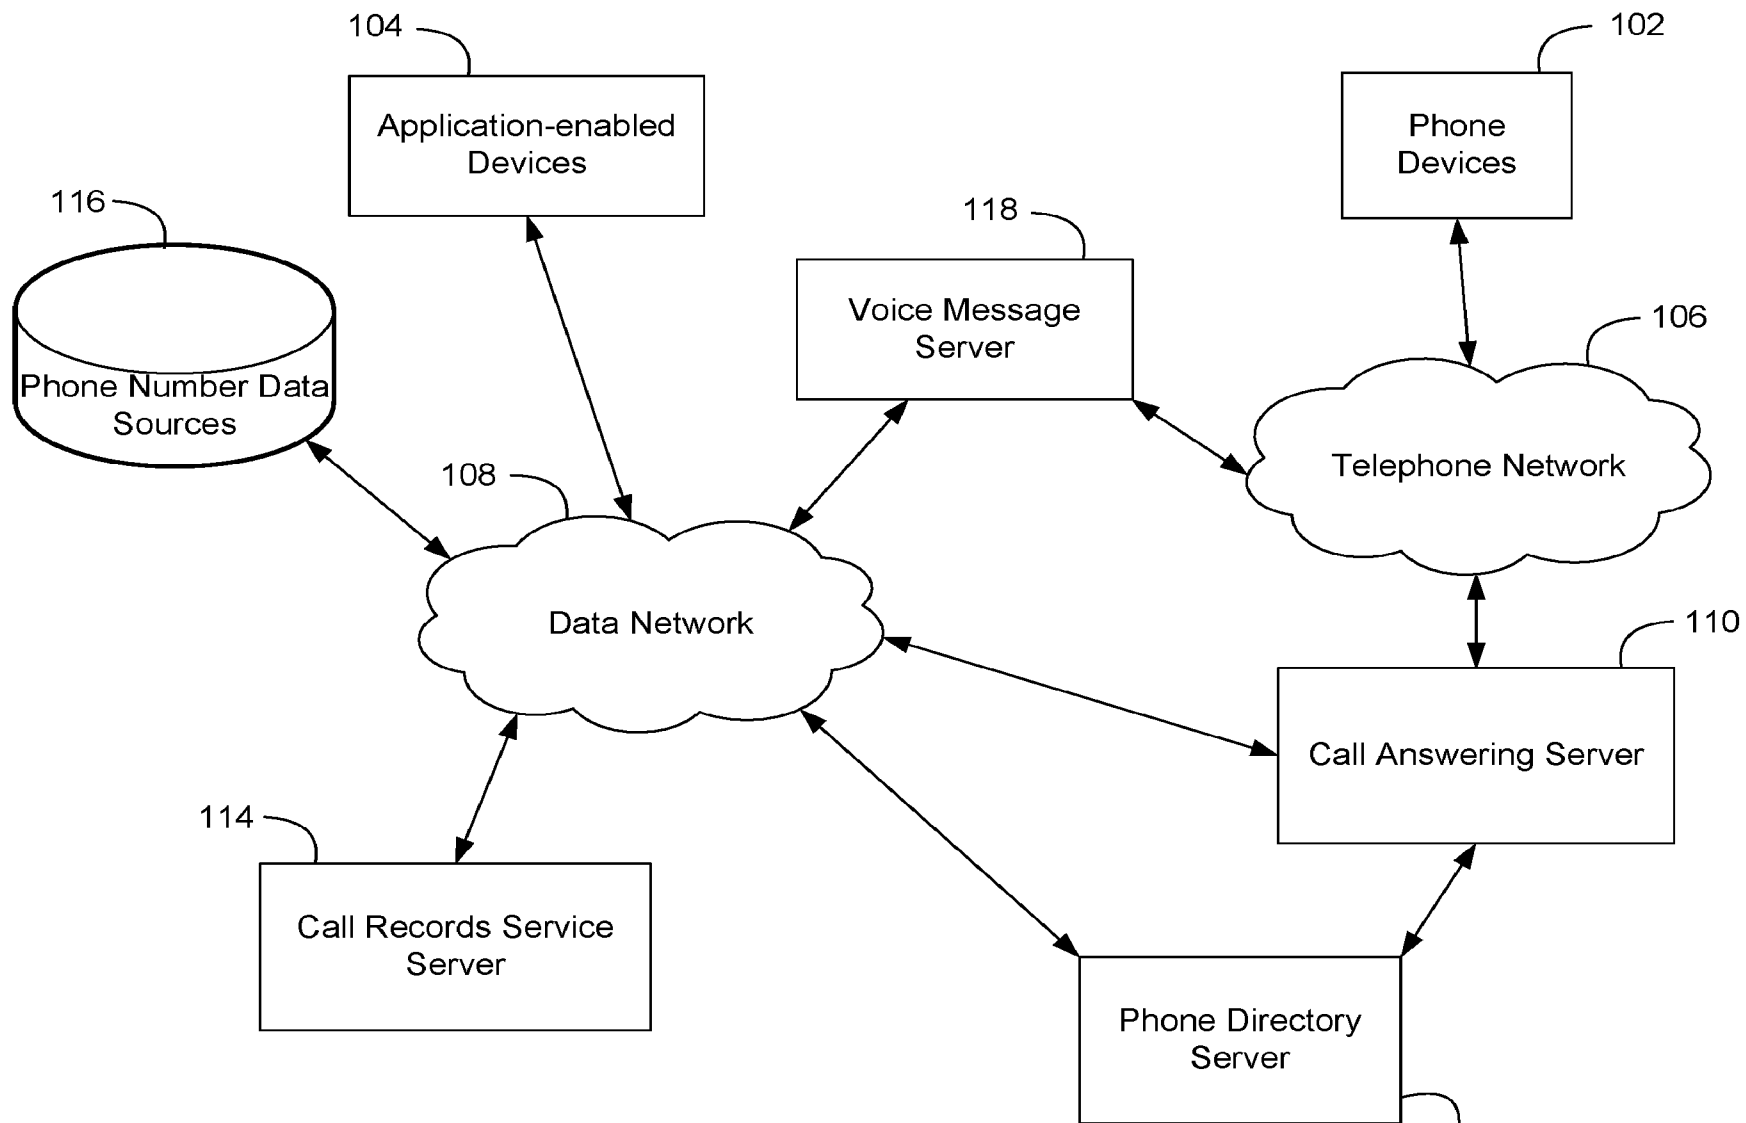 104
102
Application-enabled
Devices
Phone
Devices
116
118
Voice Message
Server
106
Phone Number Data
Sources
Telephone Network
108
Data Network
110
Call Answering Server
114
Call Records Service
Server
Phone Directory
Server